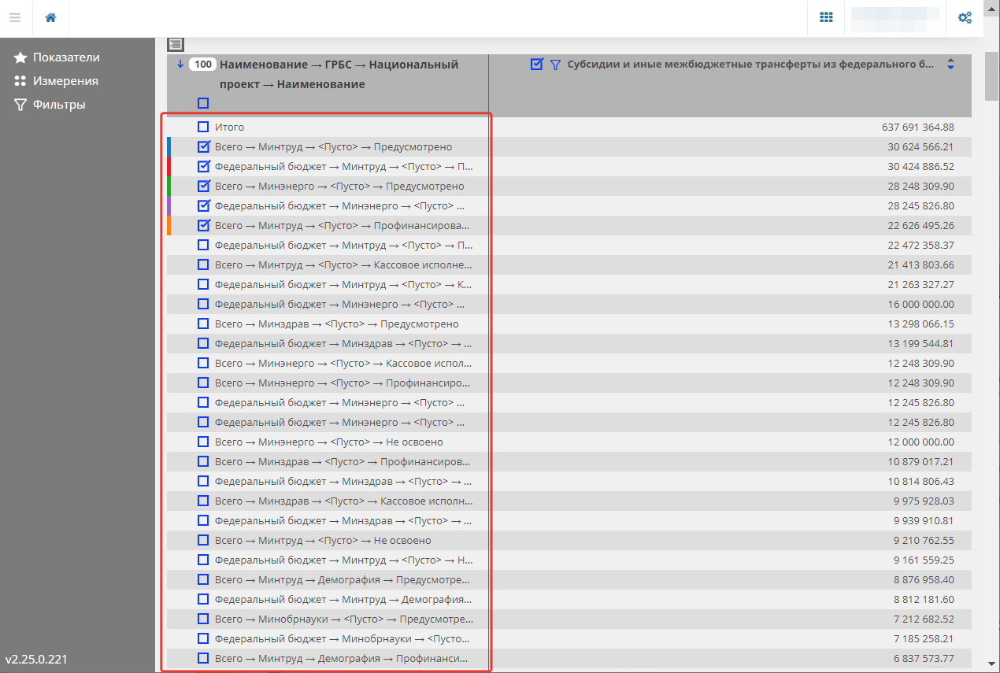 Показатели
Измерения
Фильтры
v2.25.0.221
100 Наименование → ГРБС → Национальный
проект → Наименование
Субсидии и иные межбюджетные трансферты из федерального б...
Итого 637 691 364.88
Всего → Минтруд → <Пусто> → Предусмотрено 30 624 566.21
Федеральный бюджет → Минтруд → <Пусто> → П... 30 424 886.52
Всего → Минэнерго → <Пусто> → Предусмотрено 28 248 309.90
Федеральный бюджет → Минэнерго → <Пусто> ... 28 245 826.80
Всего → Минтруд → <Пусто> → Профинансирова... 22 626 495.26
Федеральный бюджет → Минтруд → <Пусто> → П... 22 472 358.37
Всего → Минтруд → <Пусто> → Кассовое исполне... 21 413 803.66
Федеральный бюджет → Минтруд → <Пусто> → К... 21 263 327.27
Федеральный бюджет → Минэнерго → <Пусто> ... 16 000 000.00
Всего → Минздрав → <Пусто> → Предусмотрено 13 298 066.15
Федеральный бюджет → Минздрав → <Пусто> → ... 13 199 544.81
Всего → Минэнерго → <Пусто> → Кассовое испол... 12 248 309.90
Всего → Минэнерго → <Пусто> → Профинансиро... 12 248 309.90
Федеральный бюджет → Минэнерго → <Пусто> ... 12 245 826.80
Федеральный бюджет → Минэнерго → <Пусто> ... 12 245 826.80
Всего → Минэнерго → <Пусто> → Не освоено 12 000 000.00
Всего → Минздрав → <Пусто> → Профинансиров... 10 879 017.21
Федеральный бюджет → Минздрав → <Пусто> → ... 10 814 806.43
Всего → Минздрав → <Пусто> → Кассовое исполн... 9 975 928.03
Федеральный бюджет → Минздрав → <Пусто> → ... 9 939 910.81
Всего → Минтруд → <Пусто> → Не освоено 9 210 762.55
Федеральный бюджет → Минтруд → <Пусто> → Н... 9 161 559.25
Всего → Минтруд → Демография → Предусмотре... 8 876 958.40
Федеральный бюджет → Минтруд → Демография... 8 812 181.60
Всего → Минобрнауки → <Пусто> → Предусмотре... 7 212 682.52
Федеральный бюджет → Минобрнауки → <Пусто... 7 185 258.21
Всего → Минтруд → Демография → Профинанси... 6 837 573.77